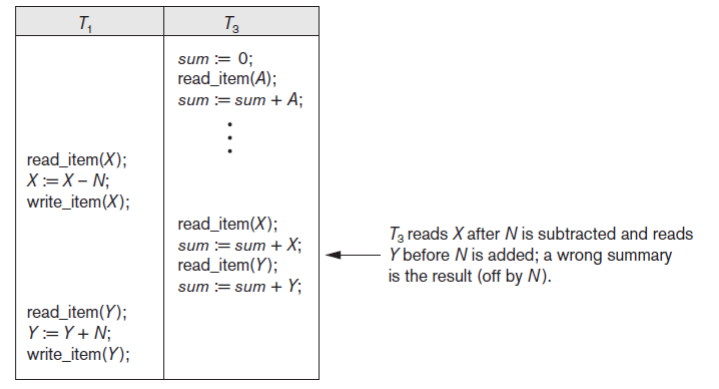 T₁ T₃
sum := 0;
read_item(A);
sum := sum + A;
read_item(X);
X := X – N;
write_item(X);
read_item(X);
sum := sum + X;
read_item(Y);
sum := sum + Y;
T₃ reads X after N is subtracted and reads
Y before N is added; a wrong summary
is the result (off by N).
read_item(Y);
Y := Y + N;
write_item(Y);